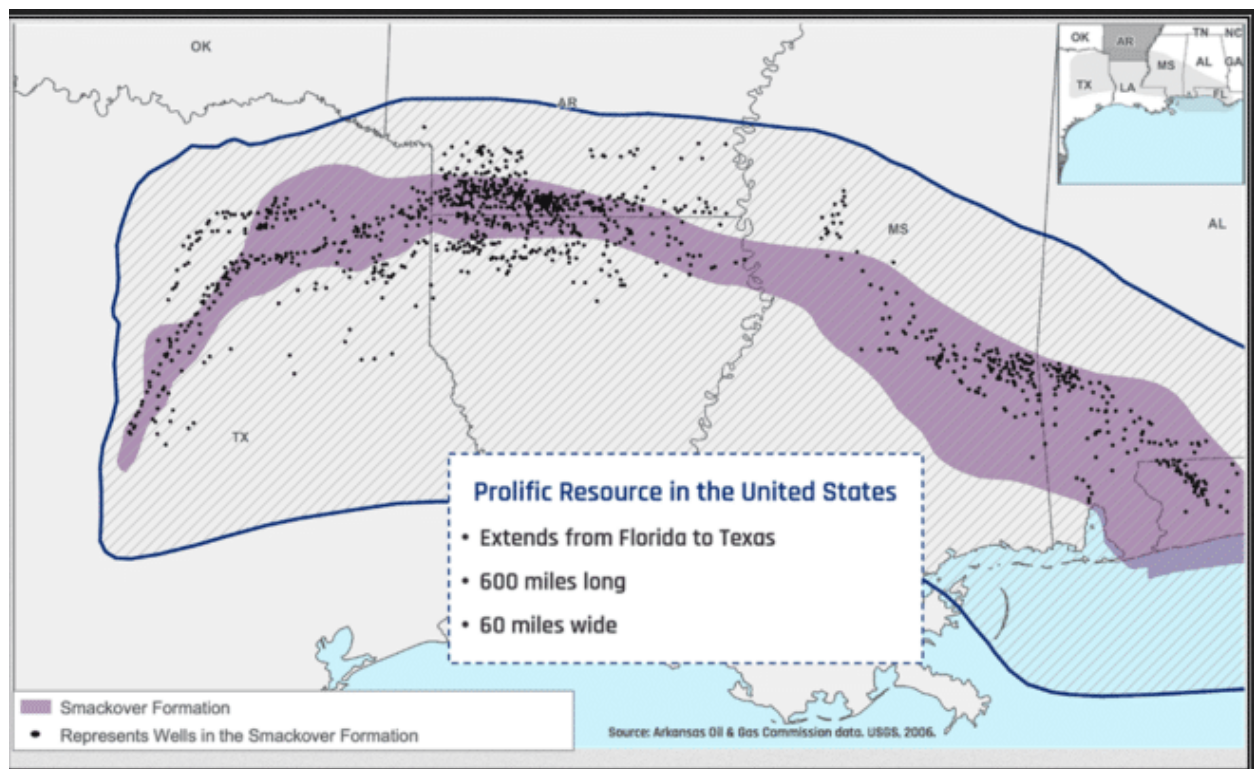 OK
AR
MS
AL
TX
OK
AR
TN
NC
MS
AL
GA
TX
LA
FL
Prolific Resource in the United States
• Extends from Florida to Texas
• 600 miles long
• 60 miles wide
Smackover Formation
Represents Wells in the Smackover Formation
Source: Arkansas Oil & Gas Commission data. USGS, 2006.